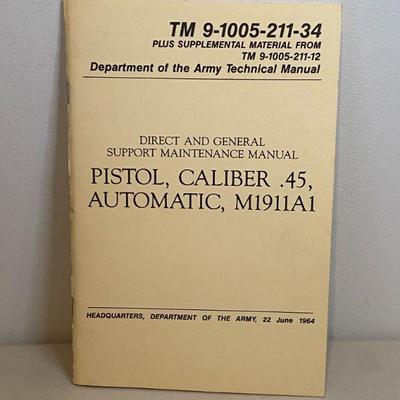 TM 9-1005-211-34
PLUS SUPPLEMENTAL MATERIAL FROM
TM 9-1005-211-12
Department of the Army Technical Manual
DIRECT AND GENERAL
SUPPORT MAINTENANCE MANUAL
PISTOL, CALIBER .45,
AUTOMATIC, M1911A1
HEADQUARTERS, DEPARTMENT OF THE ARMY, 22 June 1964